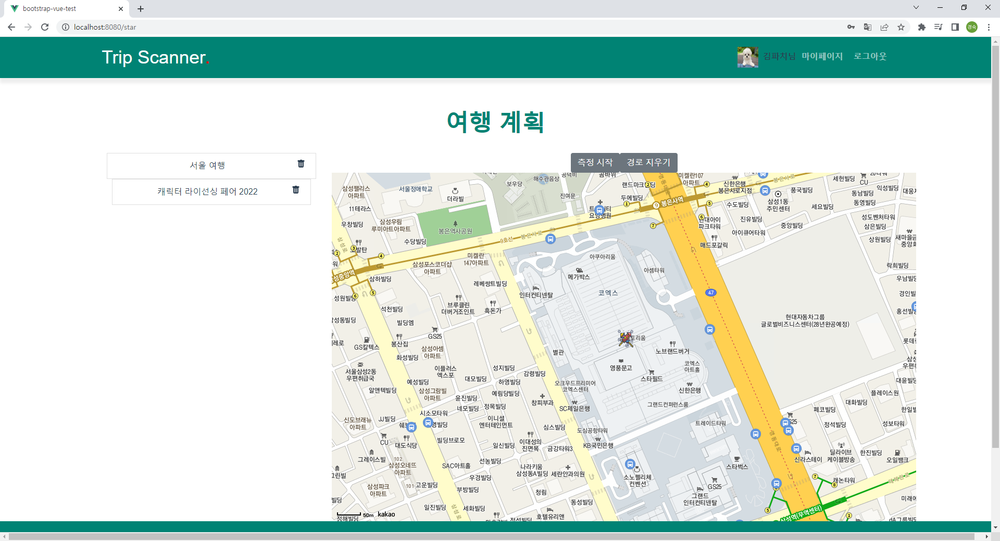 bootstrap-vue-test
localhost:8080/star
경숙
Trip Scanner.
김파치님 마이페이지 로그아웃
여행 계획
서울 여행
캐릭터 라이선싱 페어 2022
측정 시작 경로 지우기
해수관음상
공덕비
곰바위
미켈란107
아파트
20타워
세헌빌딩
CU
삼성팰리스
아파트
서울정애학교
더라빌
보우당
진여문
랜드마크
두에빌딩
신한은행
봉은사로지점
봉은사로
풍국빌딩
삼성1동
주민센터
동남빌딩
동영빌딩
익성빌딩
세요빌딩
11테라스
우창빌딩
삼성우림
루미아트아파트
봉은역사공원
수당빌딩
9호선
봉은사로
9 봉은사역
수도빌딩
진유빌딩
파크타워
아이큐어타워
중앙빌딩
성도벤처타워
삼은빌딩
매드포갈릭
상원빌딩
새마을금
중앙회
삼성로
미켈란
147아파트
삼성포스코더샵
아파트
삼하빌딩
성원빌딩
레베쌍트빌딩
아쿠아리움
메가박스
아셈타워
코엑스
인터컨티넨탈
47
락희빌딩
우남빌딩
경인빌
홍선빌딩
석천빌딩
브루클린
더버거조인트
흑돈가
빌딩엠
GS25
GS칼텍스
봉산집
삼성아셈
아파트
화성빌딩
현대자동차그룹
글로벌비즈니스센터(28년완공예정)
토리움
노브랜드버거
별관
영풍문고
스타필드
코엑스
아트홀
신한은행
서울삼성2동
우편취급국
이플러스
엑스포
성지빌딩
대모빌딩
하영빌딩
감령빌딩
알앤텍빌딩
예성빌딩
삼성그랑빌
아파트
윤진빌딩
예림당빌딩
오크우드프리미어
코엑스센터
창피부과
SC제일은행
그랜드컨퍼런스룸
대윤빌딩
플레이스원
대화빌딩
페코빌딩
한일빌
신도브래뉴
아파트
JJ빌딩
시소모타워
네모빌딩
정목빌딩
이니셜
엔터테인먼트
심스빌딩
도심공항타워
트레이드타워
정석빌딩
성보타워
CU
대도식당
빌딩브로모
일신빌딩
이대성의
진면목
금강타워3
KB국민은행
영동대로
신라스테이
딜라이브
케이블방송
한진빌딩
오일뱅크
그레이스빌
102
삼성오네뜨
아파트
101
SAC아트홀
선농빌딩
나라키움
삼성동A빌딩
세란안과의원
소노펠리체
컨벤션
스타벅스
GS25
그랜드
인터컨티넨탈
캐논타워
테헤란로
삼성파크
아파트
고운빌딩
우경빌딩
부방빌딩
청림
동성빌딩
일진빌딩
세화빌딩
호텔유리앤
정해빌딩
삼성로
삼성역(무역센터)
50m kakao